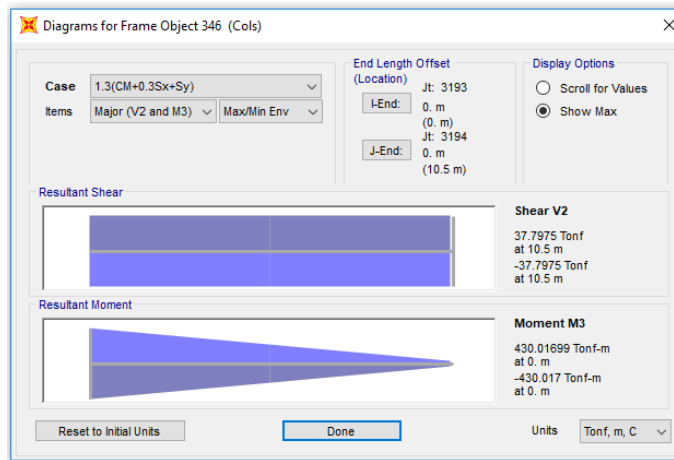 Diagrams for Frame Object 346 (Cols)
Case
1.3(CM+0.3Sx+Sy)
Items
Major (V2 and M3)
Max/Min Env
End Length Offset
(Location)
I-End:
Jt: 3193
0. m
(0. m)
J-End:
Jt: 3194
0. m
(10.5 m)
Display Options
Scroll for Values
Show Max
Resultant Shear
Shear V2
37.7975 Tonf
at 10.5 m
-37.7975 Tonf
at 10.5 m
Resultant Moment
Moment M3
430.01699 Tonf-m
at 0. m
-430.017 Tonf-m
at 0. m
Reset to Initial Units
Done
Units
Tonf, m, C